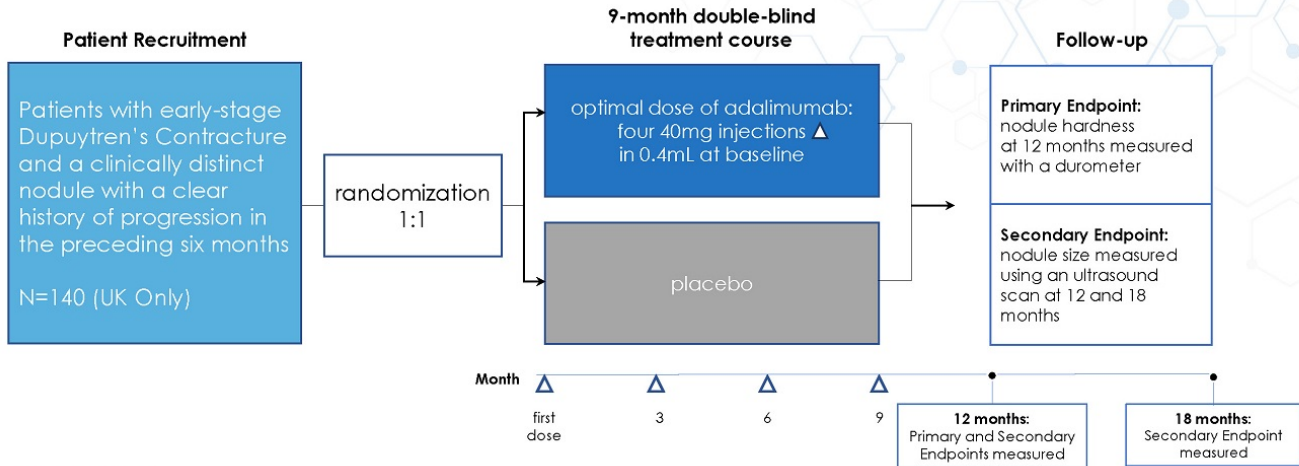 Patient Recruitment
Patients with early-stage
Dupuytren's Contracture
and a clinically distinct
nodule with a clear
history of progression in
the preceding six months
N=140 (UK Only)
randomization
1:1
9-month double-blind
treatment course
optimal dose of adalimumab:
four 40mg injections △
in 0.4mL at baseline
placebo
Follow-up
Primary Endpoint:
nodule hardness
at 12 months measured
with a durometer
Secondary Endpoint:
nodule size measured
using an ultrasound
scan at 12 and 18
months
Month
first
dose
3
6
9
12 months:
Primary and Secondary
Endpoints measured
18 months:
Secondary Endpoint
measured